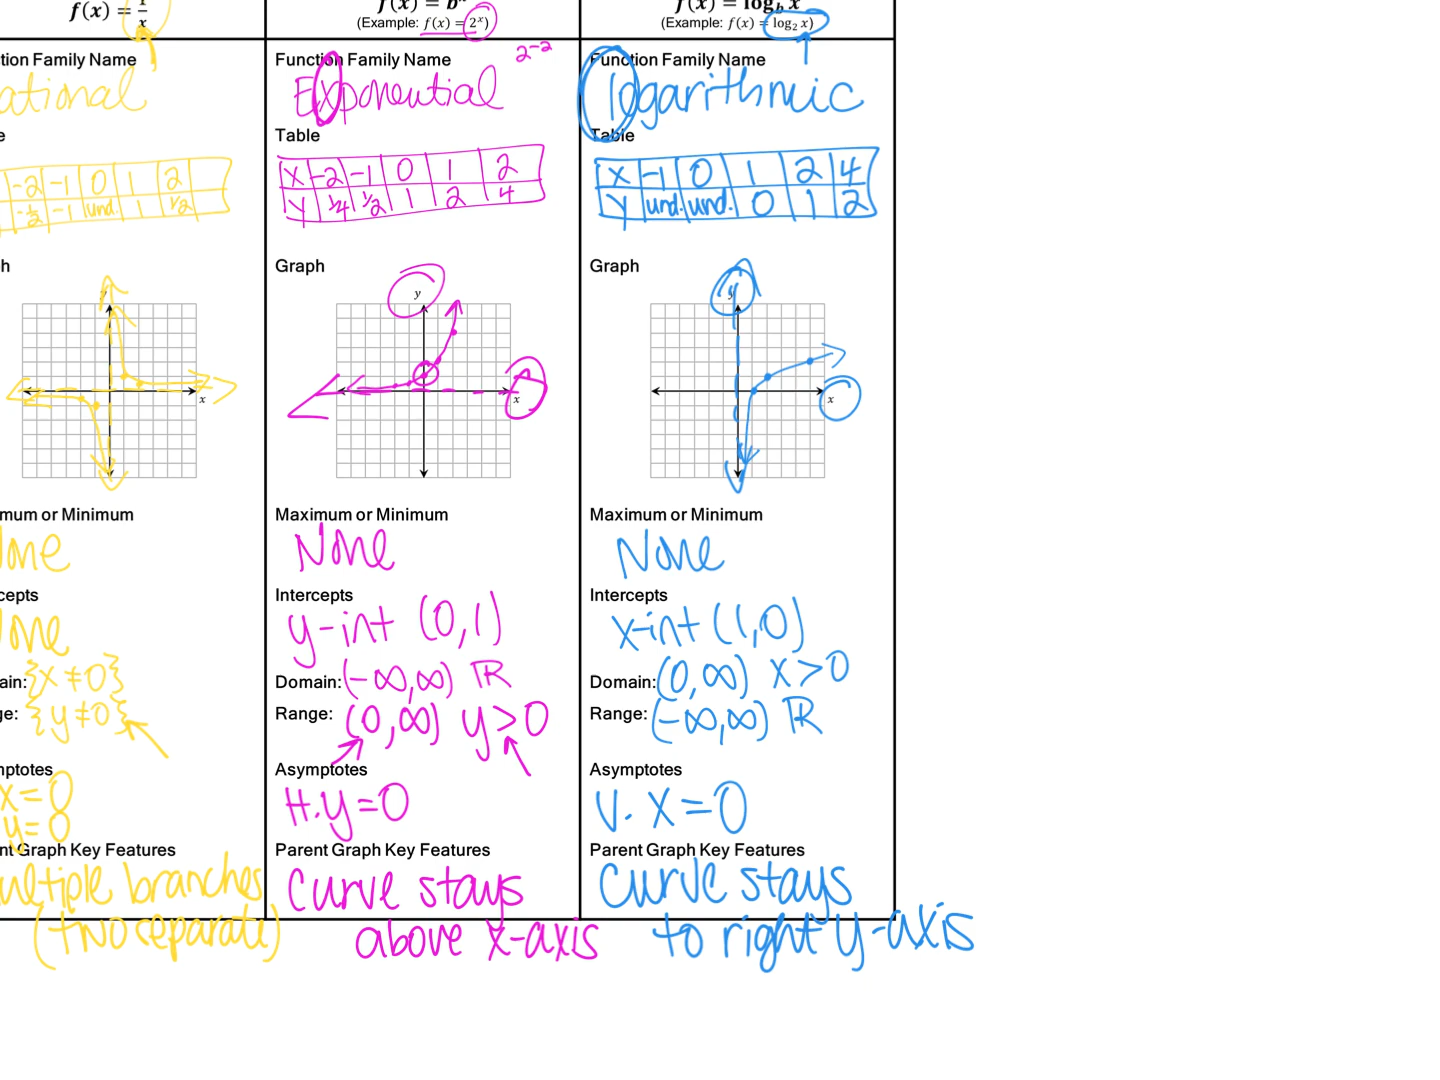 f(x) = 1/x
Function Family Name
ational
-2 -1 0 1 2
-½ -1 und. 1 ½
x
mum or Minimum
cepts
ain: {x ≠ 0}
ge: {y ≠ 0}
mptotes
x = 0
y = 0
nt Graph Key Features
ultiple branches
(two separate)
f(x) = bˣ
(Example: f(x) = 2ˣ)
2⁻²
Function Family Name
Exponential
Table
X -2 -1 0 1 2
Y ¼ ½ 1 2 4
Graph
y
x
Maximum or Minimum
None
Intercepts
y-int (0,1)
Domain: (-∞,∞) ℝ
Range: (0,∞) y>0
Asymptotes
H. y=0
Parent Graph Key Features
Curve stays
above x-axis
f(x) = log_b x
(Example: f(x) = log₂ x)
Function Family Name
logarithmic
Table
X -1 0 1 2 4
Y und. und. 0 1 2
Graph
y
x
Maximum or Minimum
None
Intercepts
x-int (1,0)
Domain: (0,∞) x>0
Range: (-∞,∞) ℝ
Asymptotes
V. x=0
Parent Graph Key Features
Curve stays
to right y-axis